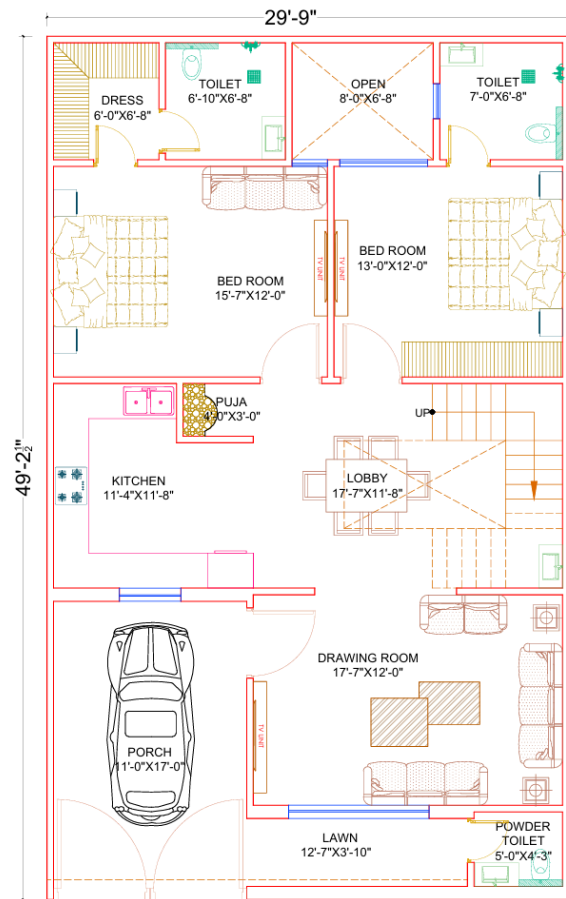 29'-9"
49'-2½"
DRESS
6'-0"X6'-8"
TOILET
6'-10"X6'-8"
OPEN
8'-0"X6'-8"
TOILET
7'-0"X6'-8"
BED ROOM
15'-7"X12'-0"
TV UNIT
TV UNIT
BED ROOM
13'-0"X12'-0"
PUJA
4'-0"X3'-0"
UP
KITCHEN
11'-4"X11'-8"
LOBBY
17'-7"X11'-8"
DRAWING ROOM
17'-7"X12'-0"
TV UNIT
PORCH
11'-0"X17'-0"
LAWN
12'-7"X3'-10"
POWDER
TOILET
5'-0"X4'-3"